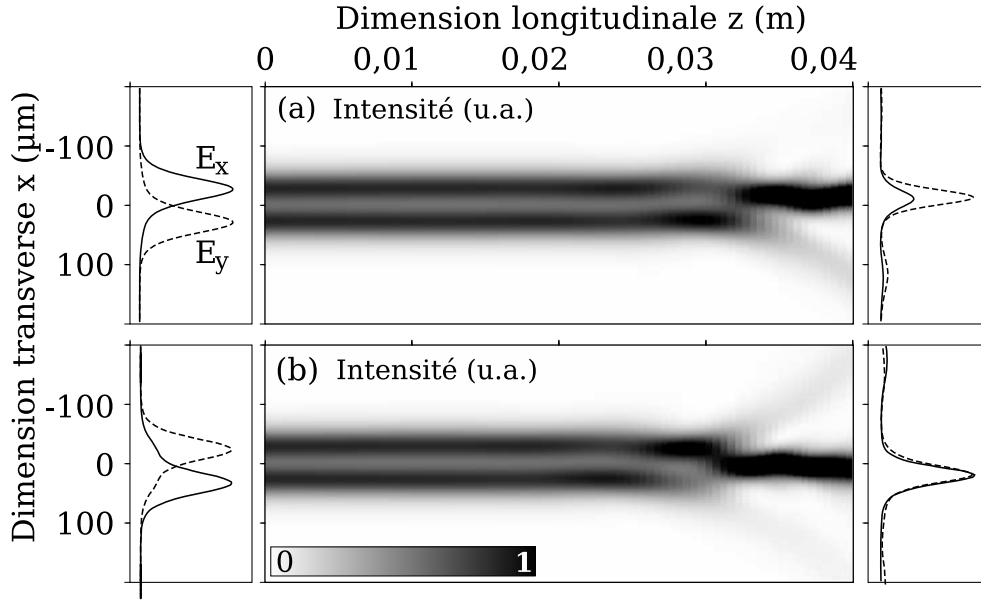 Dimension longitudinale z (m)
0 0,01 0,02 0,03 0,04
Dimension transverse x (μm)
(a) Intensité (u.a.)
-100
0
100
Ex
Ey
(b) Intensité (u.a.)
-100
0
100
0 1